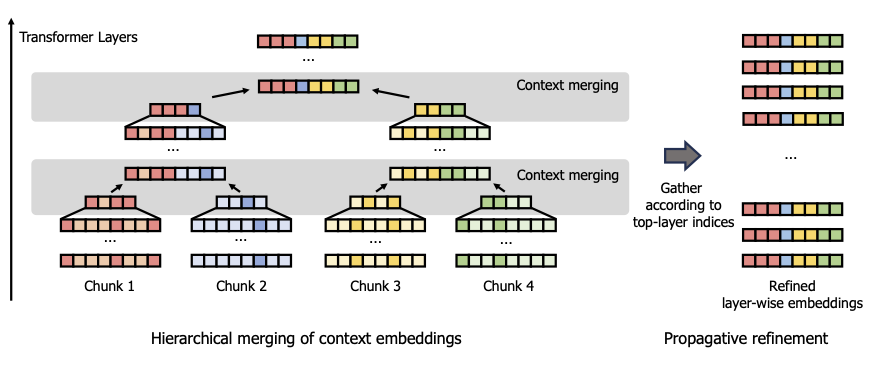 Transformer Layers
...
Context merging
...
...
Context merging
...
...
...
...
Chunk 1
Chunk 2
Chunk 3
Chunk 4
Hierarchical merging of context embeddings
Gather
according to
top-layer indices
...
Refined
layer-wise embeddings
Propagative refinement